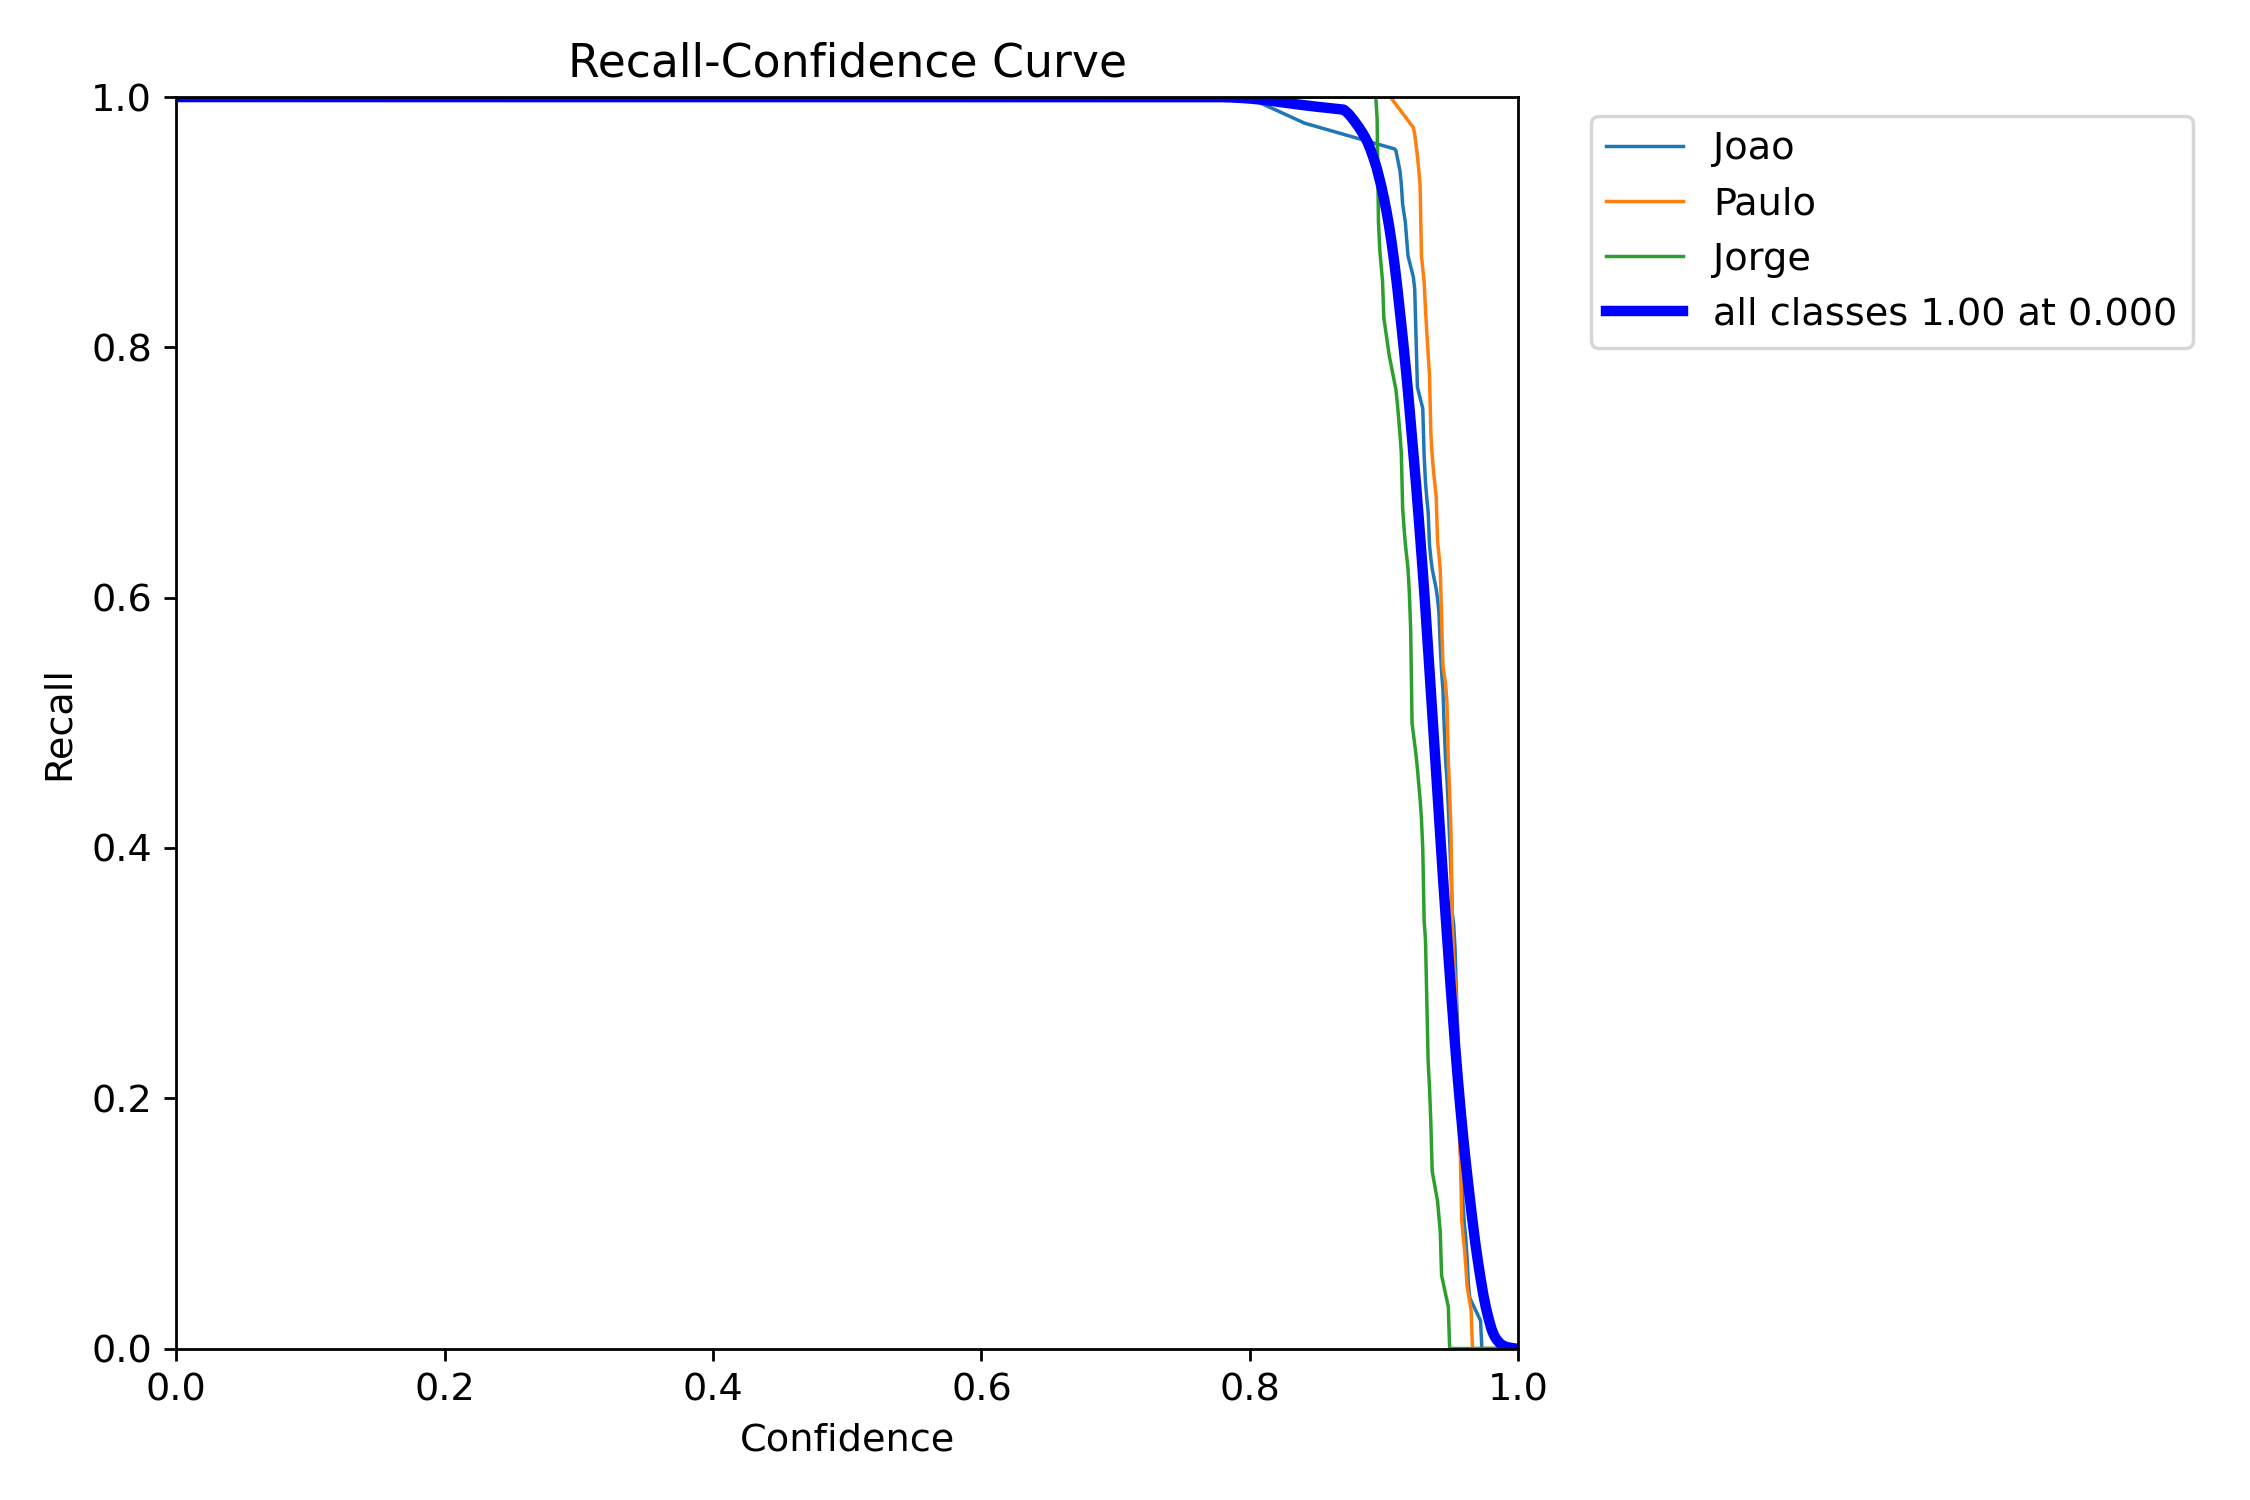 Recall-Confidence Curve
1.0
0.8
0.6
0.4
0.2
0.0
Recall
0.0 0.2 0.4 0.6 0.8 1.0
Confidence
Joao
Paulo
Jorge
all classes 1.00 at 0.000